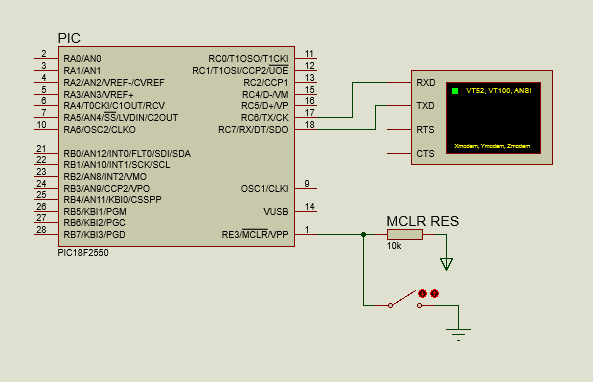 PIC
2 RA0/AN0
3 RA1/AN1
4 RA2/AN2/VREF-/CVREF
5 RA3/AN3/VREF+
6 RA4/T0CKI/C1OUT/RCV
7 RA5/AN4/SS/LVDIN/C2OUT
10 RA6/OSC2/CLKO
21 RB0/AN12/INT0/FLT0/SDI/SDA
22 RB1/AN10/INT1/SCK/SCL
23 RB2/AN8/INT2/VMO
24 RB3/AN9/CCP2/VPO
25 RB4/AN11/KBI0/CSSPP
26 RB5/KBI1/PGM
27 RB6/KBI2/PGC
28 RB7/KBI3/PGD
RC0/T1OSO/T1CKI 11
RC1/T1OSI/CCP2/UOE 12
RC2/CCP1 13
RC4/D-/VM 15
RC5/D+/VP 16
RC6/TX/CK 17
RC7/RX/DT/SDO 18
OSC1/CLKI 9
VUSB 14
RE3/MCLR/VPP 1
PIC18F2550
RXD
TXD
RTS
CTS
VT52, VT100, ANSI
Xmodem, Ymodem, Zmodem
MCLR RES
10k